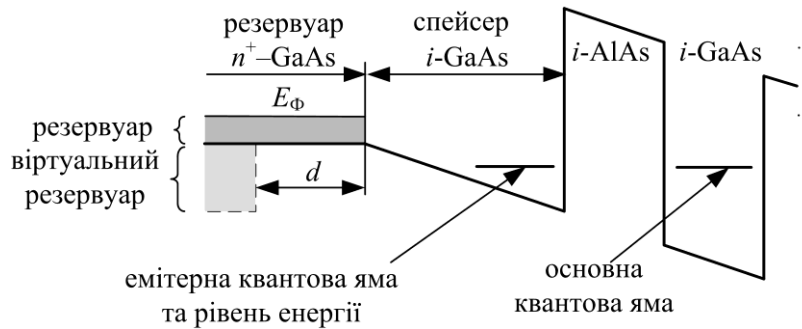 резервуар
n⁺–GaAs
спейсер
i-GaAs
i-AlAs
i-GaAs
E_Ф
резервуар
віртуальний
резервуар
d
емітерна квантова яма
та рівень енергії
основна
квантова яма